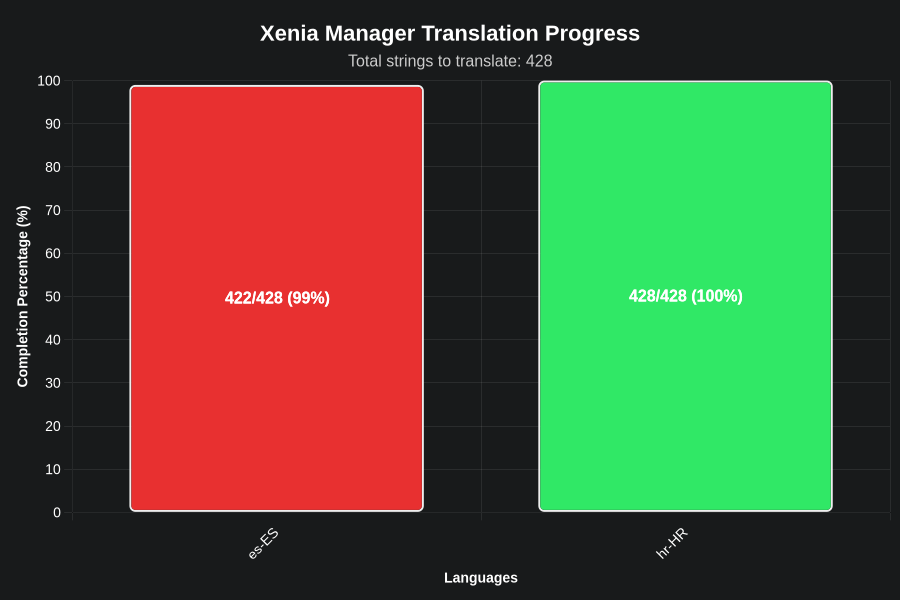 Xenia Manager Translation Progress
Total strings to translate: 428
Completion Percentage (%)
100
90
80
70
60
50
40
30
20
10
0
422/428 (99%)
428/428 (100%)
es-ES
hr-HR
Languages